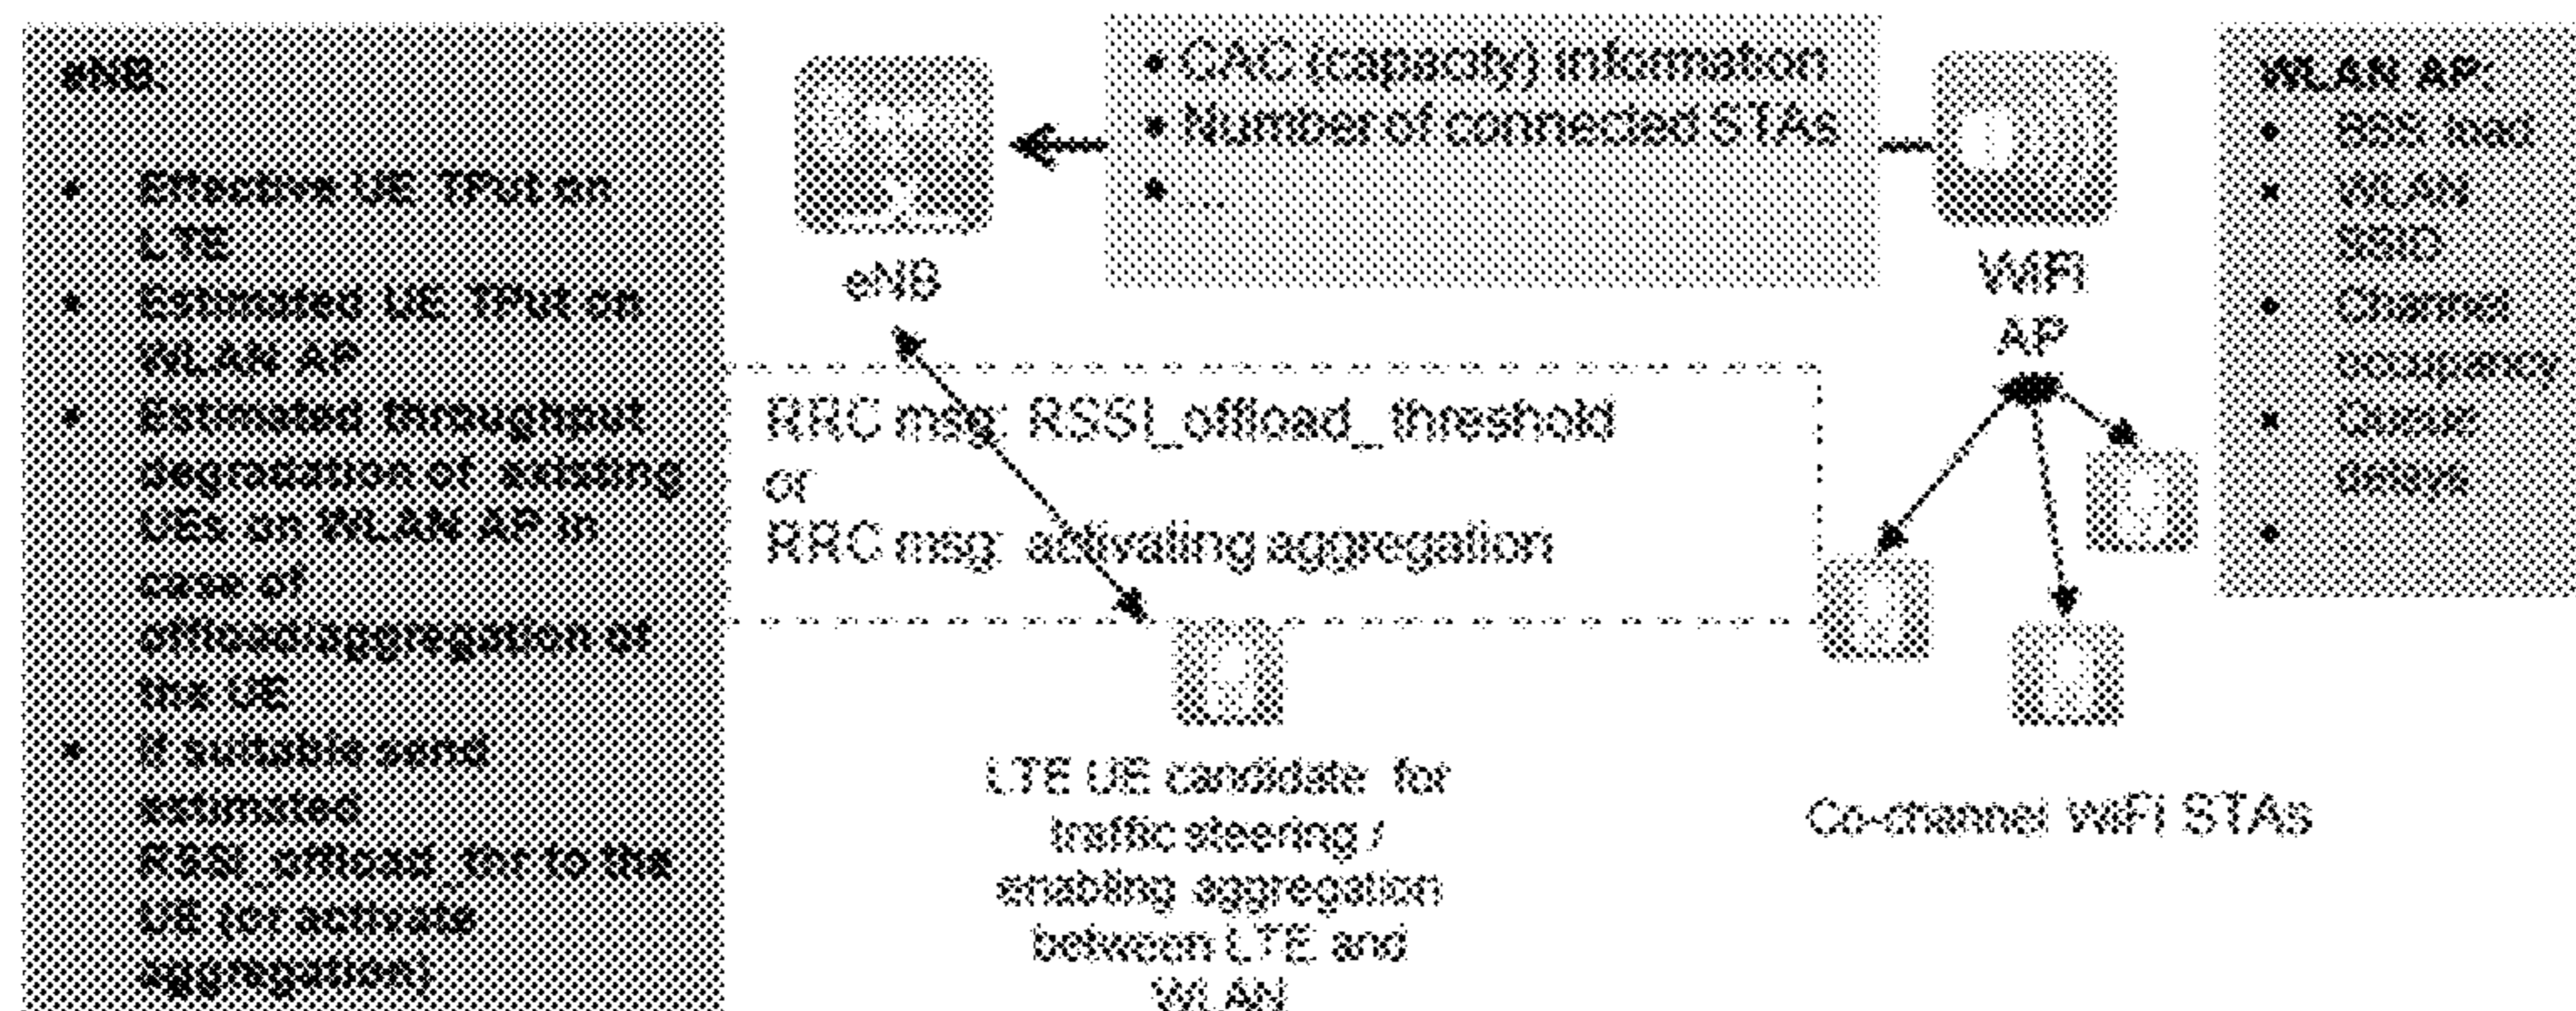 eNB:
• Effective UE TPut on
LTE
• Estimated UE TPut on
WLAN AP
• Estimated throughput
degradation of existing
UEs on WLAN AP in
case of
offload/aggregation of
the UE
• If suitable send
estimated
RSSI_offload_thr to the
UE (or activate
aggregation)
eNB
• CAC (capacity) information
• Number of connected STAs
• ...
WiFi
AP
RRC msg: RSSI_offload_threshold
or
RRC msg: activating aggregation
LTE UE candidate for
traffic steering /
enabling aggregation
between LTE and
WLAN
Co-channel WiFi STAs
WLAN AP:
• BSS load
• WLAN
SSID
• Channel
occupancy
• Queue
delays
•